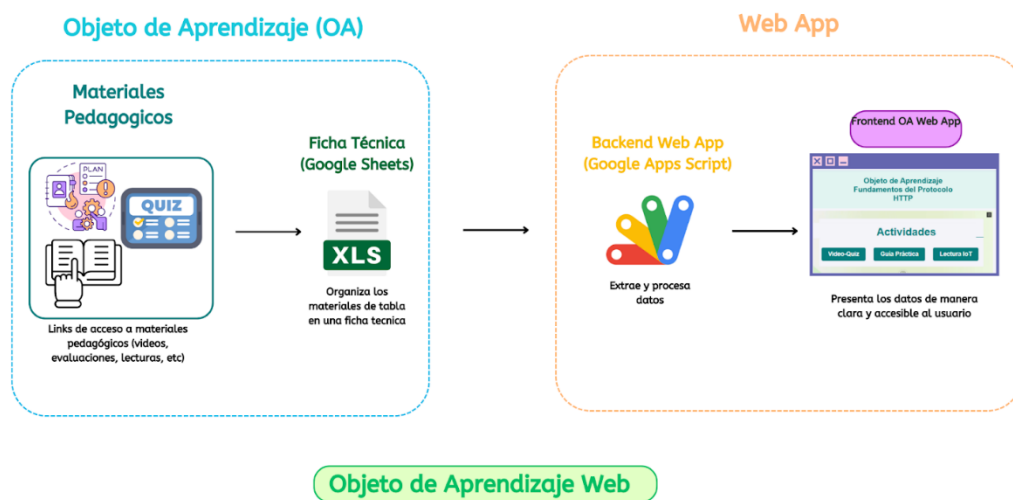 Objeto de Aprendizaje (OA)
Web App
Materiales
Pedagogicos
PLAN
QUIZ
Links de acceso a materiales
pedagógicos (videos,
evaluaciones, lecturas, etc)
Ficha Técnica
(Google Sheets)
XLS
Organiza los
materiales de tabla
en una ficha tecnica
Backend Web App
(Google Apps Script)
Extrae y procesa
datos
Frontend OA Web App
Objeto de Aprendizaje
Fundamentos del Protocolo
HTTP
Actividades
Video-Quiz
Guía Práctica
Lectura IoT
Presenta los datos de manera
clara y accesible al usuario
Objeto de Aprendizaje Web